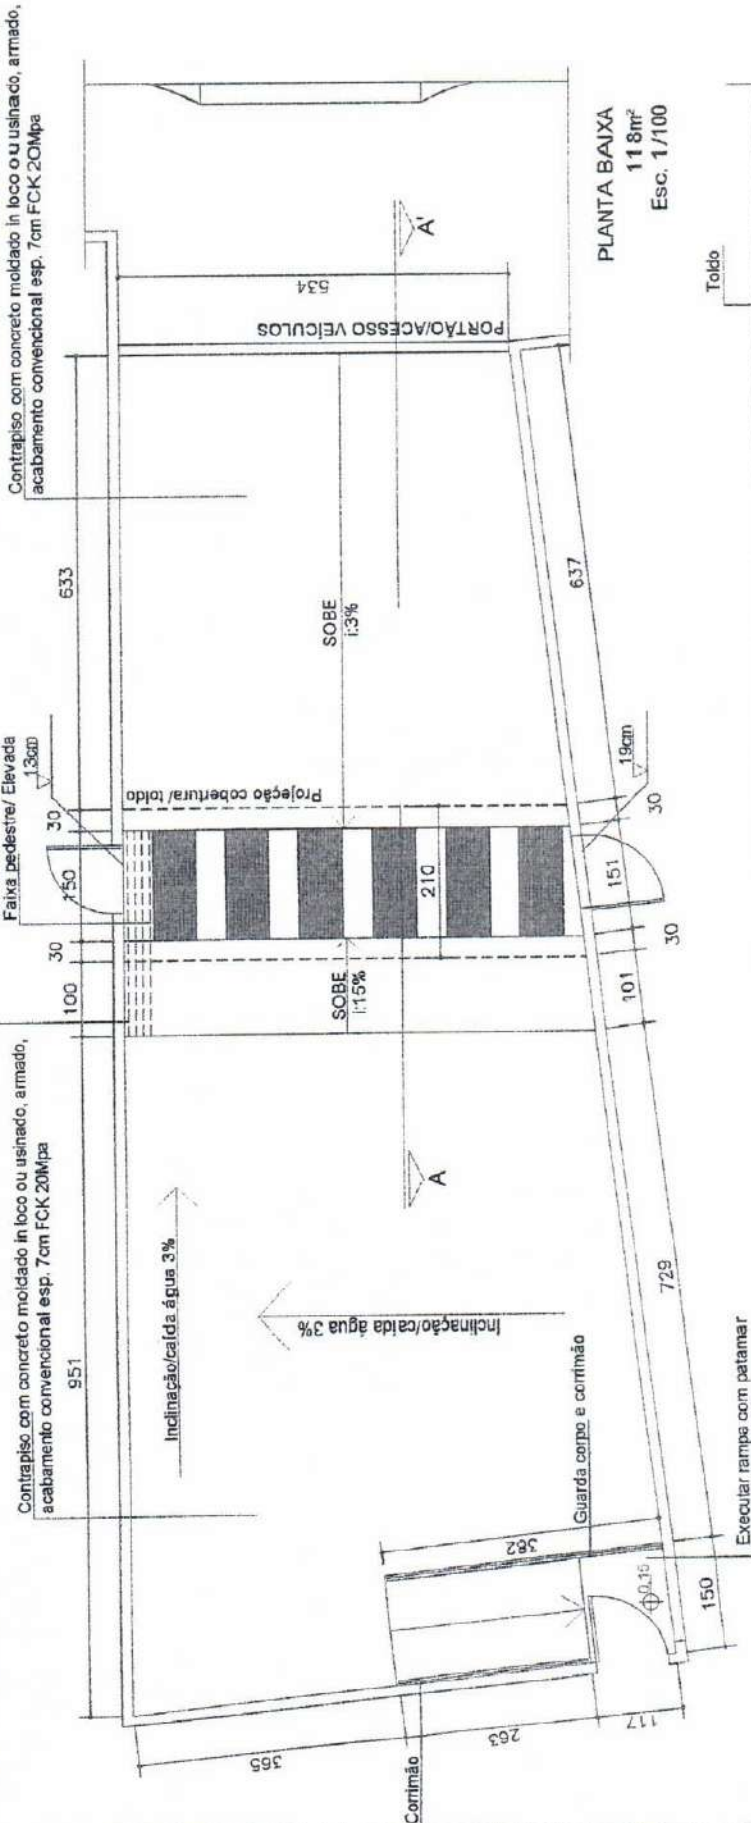 Contrapiso com concreto moldado in loco ou usinado, armado,
acabamento convencional esp. 7cm FCK 20Mpa
Contrapiso com concreto moldado in loco ou usinado, armado,
acabamento convencional esp. 7cm FCK 20Mpa
Faixa pedestre/ Elevada
13cm
951
100
30
150
30
633
Inclinação/caída água 3%
Inclinação/caída água 3%
SOBE
i:15%
210
Projeção cobertura/ toldo
SOBE
i:3%
PORTÃO/ACESSO VEÍCULOS
534
A
A'
365
263
117
Corrimão
382
Guarda corpo e corrimão
0,15
150
729
101
30
151
30
19cm
637
Executar rampa com patamar
PLANTA BAIXA
118m²
Esc. 1/100
Toldo